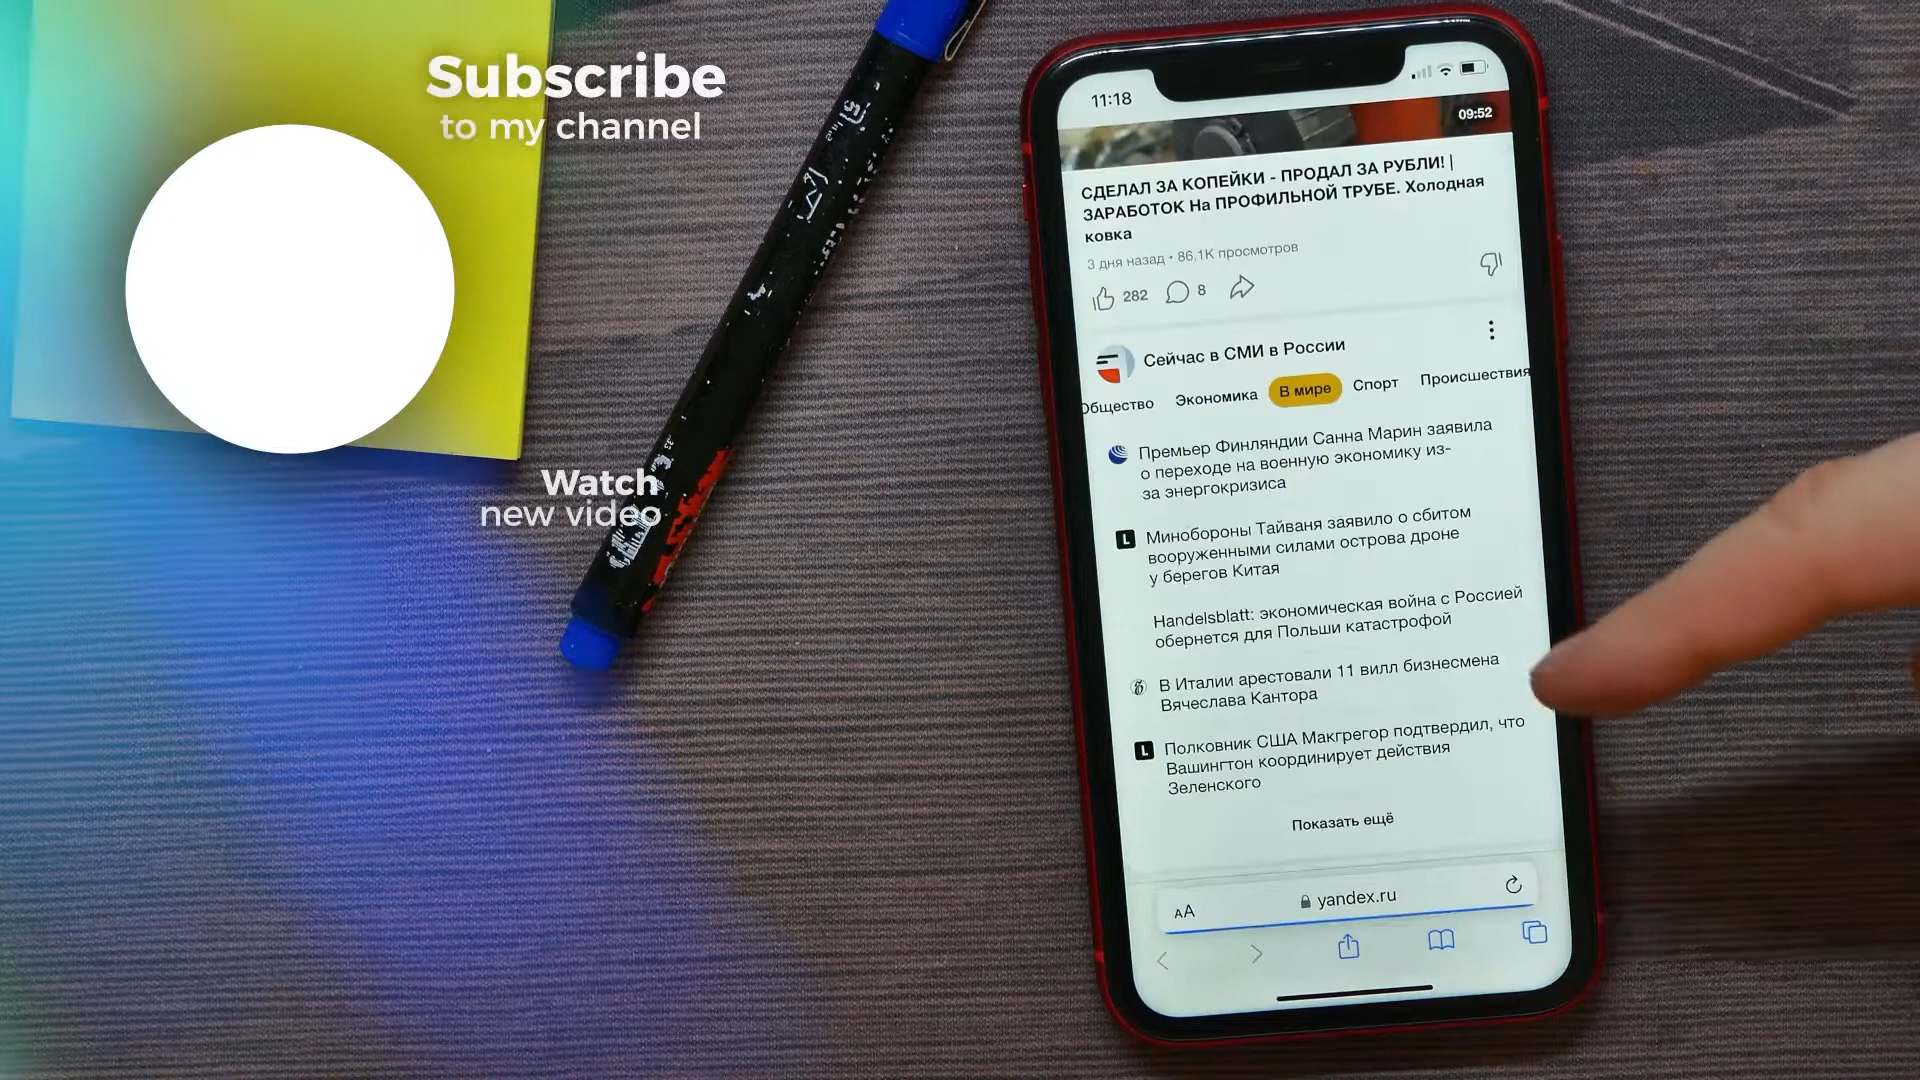 Subscribe
to my channel
Watch
new video
11:18
09:52
СДЕЛАЛ ЗА КОПЕЙКИ - ПРОДАЛ ЗА РУБЛИ! |
ЗАРАБОТОК На ПРОФИЛЬНОЙ ТРУБЕ. Холодная
ковка
3 дня назад • 86,1K просмотров
282 8
Сейчас в СМИ в России
Общество Экономика В мире Спорт Происшествия
Премьер Финляндии Санна Марин заявила
о переходе на военную экономику из-
за энергокризиса
L Минобороны Тайваня заявило о сбитом
вооруженными силами острова дроне
у берегов Китая
Handelsblatt: экономическая война с Россией
обернется для Польши катастрофой
В Италии арестовали 11 вилл бизнесмена
Вячеслава Кантора
L Полковник США Макгрегор подтвердил, что
Вашингтон координирует действия
Зеленского
Показать ещё
AA yandex.ru